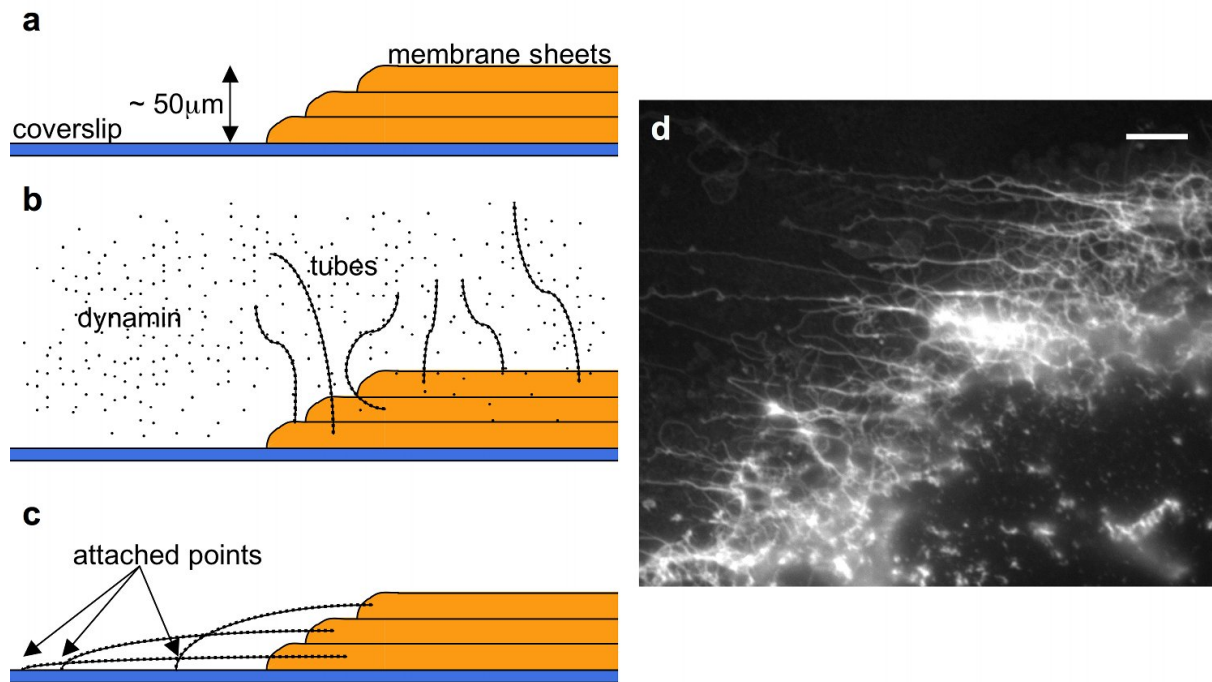 a
membrane sheets
~ 50μm
coverslip
b
tubes
dynamin
c
attached points
d